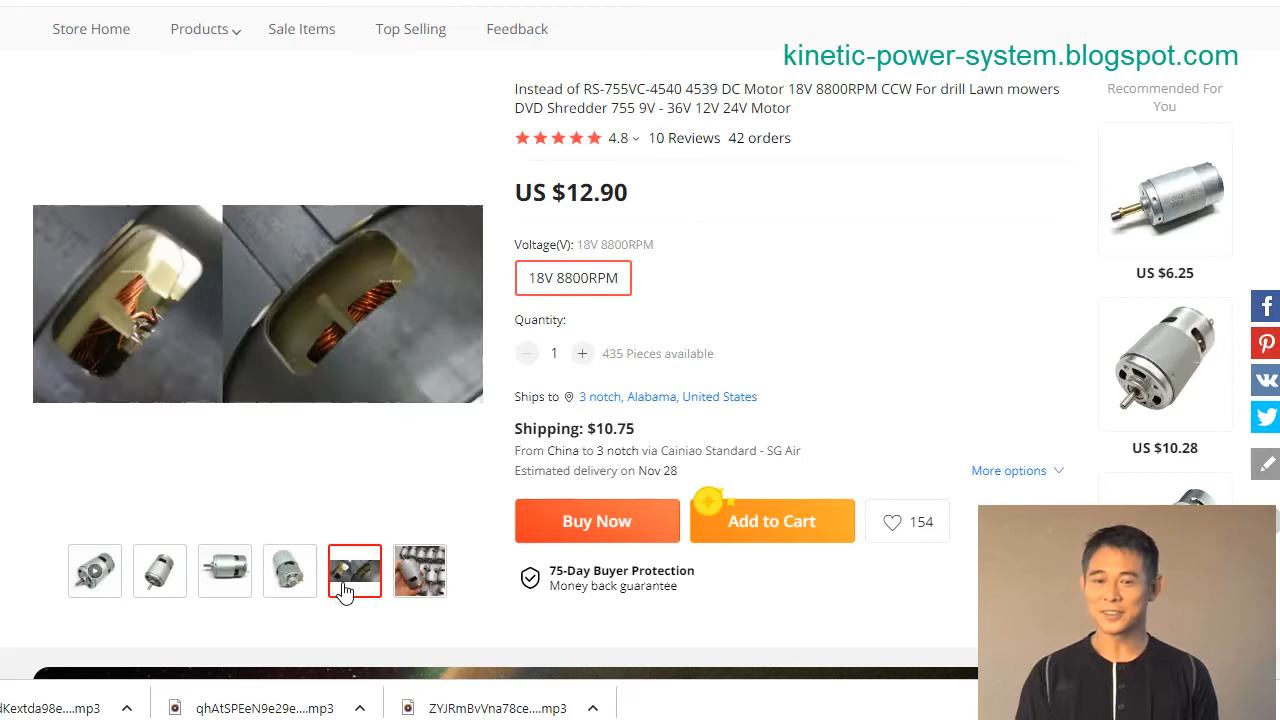 Store Home Products Sale Items Top Selling Feedback
kinetic-power-system.blogspot.com
Instead of RS-755VC-4540 4539 DC Motor 18V 8800RPM CCW For drill Lawn mowers
DVD Shredder 755 9V - 36V 12V 24V Motor
4.8 10 Reviews 42 orders
US $12.90
Voltage(V): 18V 8800RPM
18V 8800RPM
Quantity:
1 435 Pieces available
Ships to 3 notch, Alabama, United States
Shipping: $10.75
From China to 3 notch via Cainiao Standard - SG Air
Estimated delivery on Nov 28
More options
Buy Now Add to Cart 154
75-Day Buyer Protection
Money back guarantee
Recommended For
You
US $6.25
US $10.28
dKextda98e....mp3 qhAtSPEeN9e29e....mp3 ZYJRmBvVna78ce....mp3